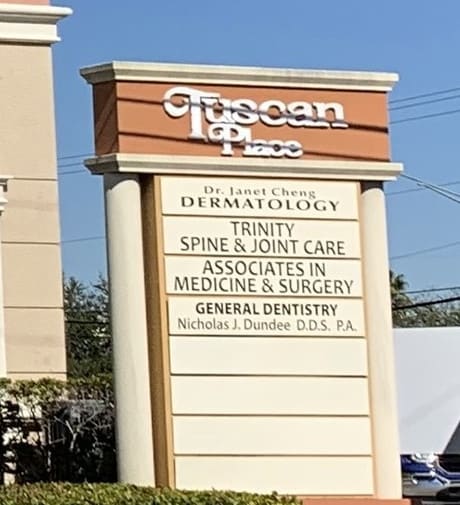 Tuscan
Place
Dr. Janet Cheng
DERMATOLOGY
TRINITY
SPINE & JOINT CARE
ASSOCIATES IN
MEDICINE & SURGERY
GENERAL DENTISTRY
Nicholas J. Dundee D.D.S. P.A.